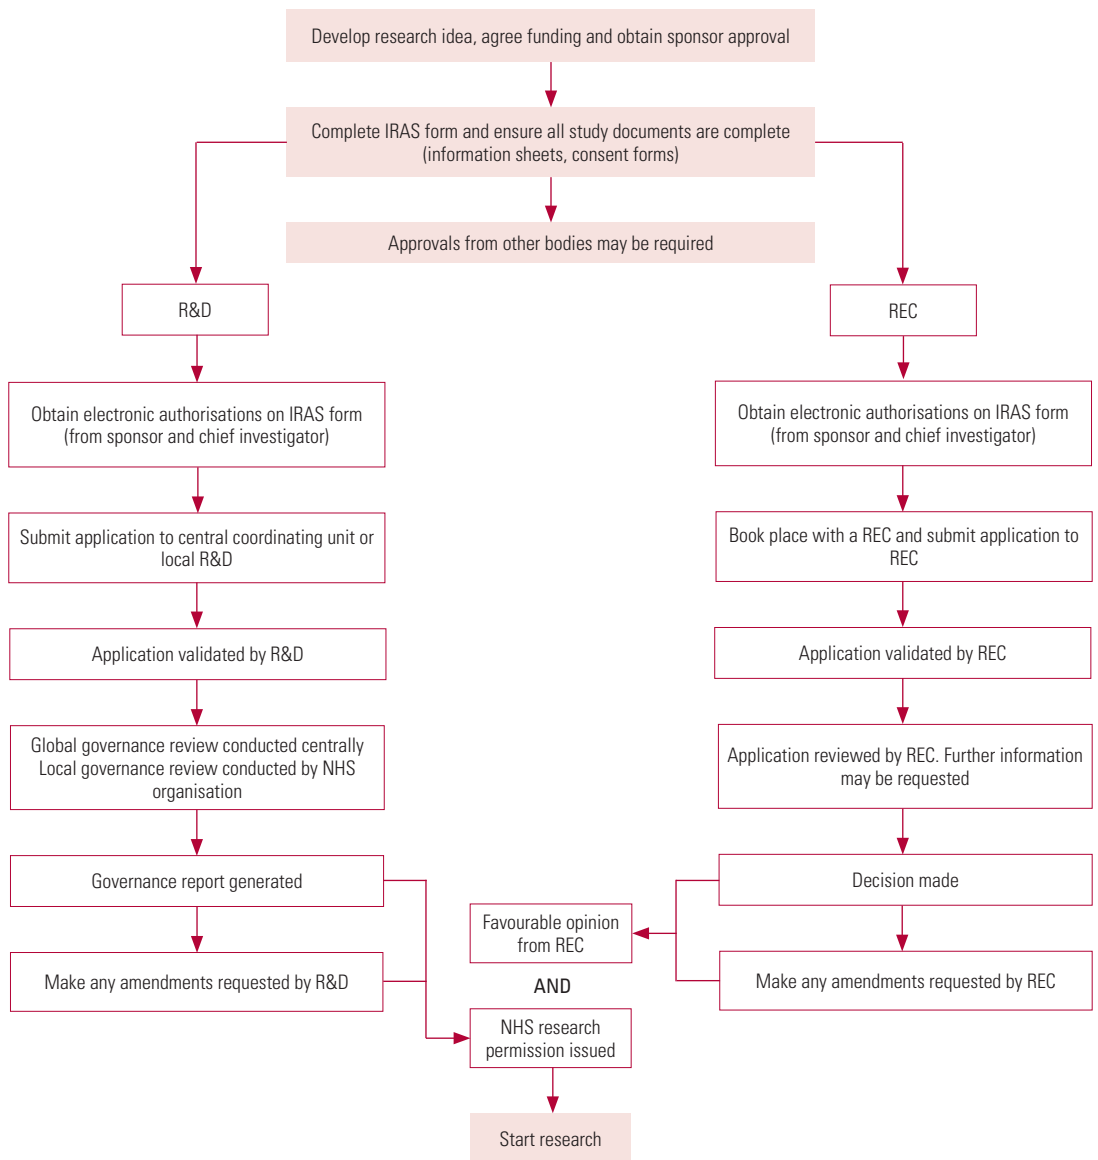 Develop research idea, agree funding and obtain sponsor approval
Complete IRAS form and ensure all study documents are complete
(information sheets, consent forms)
Approvals from other bodies may be required
R&D
Obtain electronic authorisations on IRAS form
(from sponsor and chief investigator)
Submit application to central coordinating unit or
local R&D
Application validated by R&D
Global governance review conducted centrally
Local governance review conducted by NHS
organisation
Governance report generated
Make any amendments requested by R&D
REC
Obtain electronic authorisations on IRAS form
(from sponsor and chief investigator)
Book place with a REC and submit application to
REC
Application validated by REC
Application reviewed by REC. Further information
may be requested
Decision made
Make any amendments requested by REC
Favourable opinion
from REC
AND
NHS research
permission issued
Start research